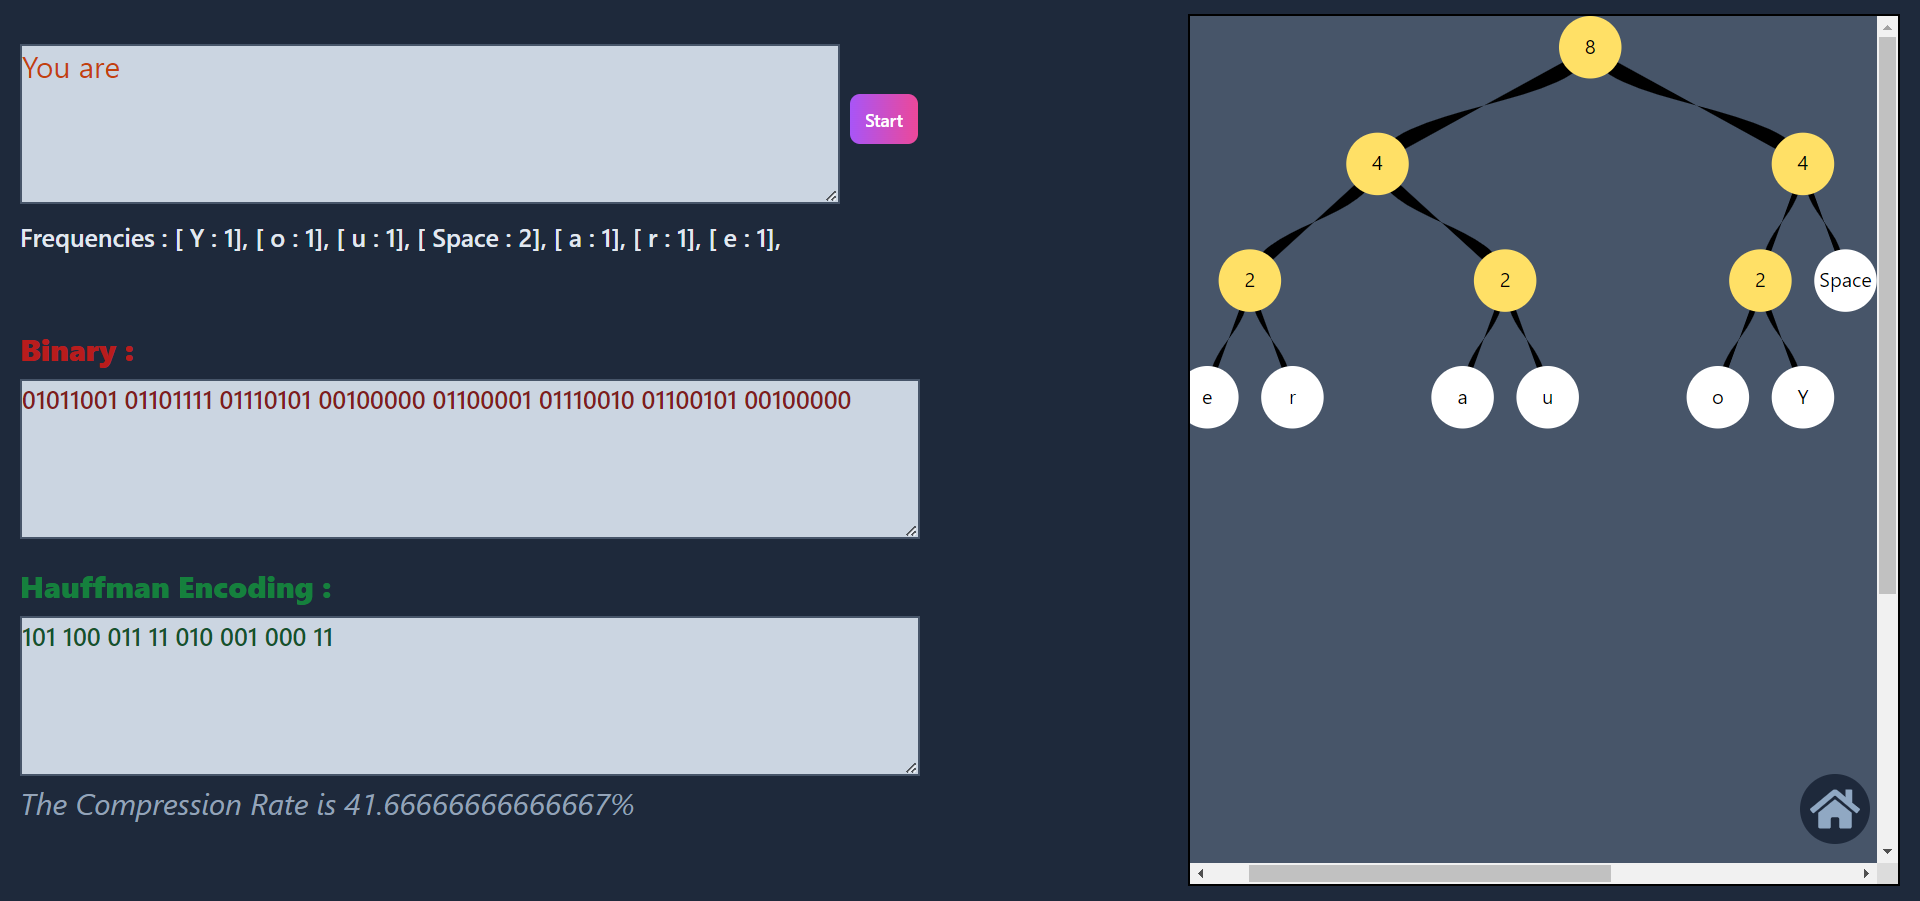 You are
Start
Frequencies : [ Y : 1], [ o : 1], [ u : 1], [ Space : 2], [ a : 1], [ r : 1], [ e : 1],
Binary :
01011001 01101111 01110101 00100000 01100001 01110010 01100101 00100000
Hauffman Encoding :
101 100 011 11 010 001 000 11
The Compression Rate is 41.66666666666667%
8
4 4
2 2 2 Space
e r a u o Y